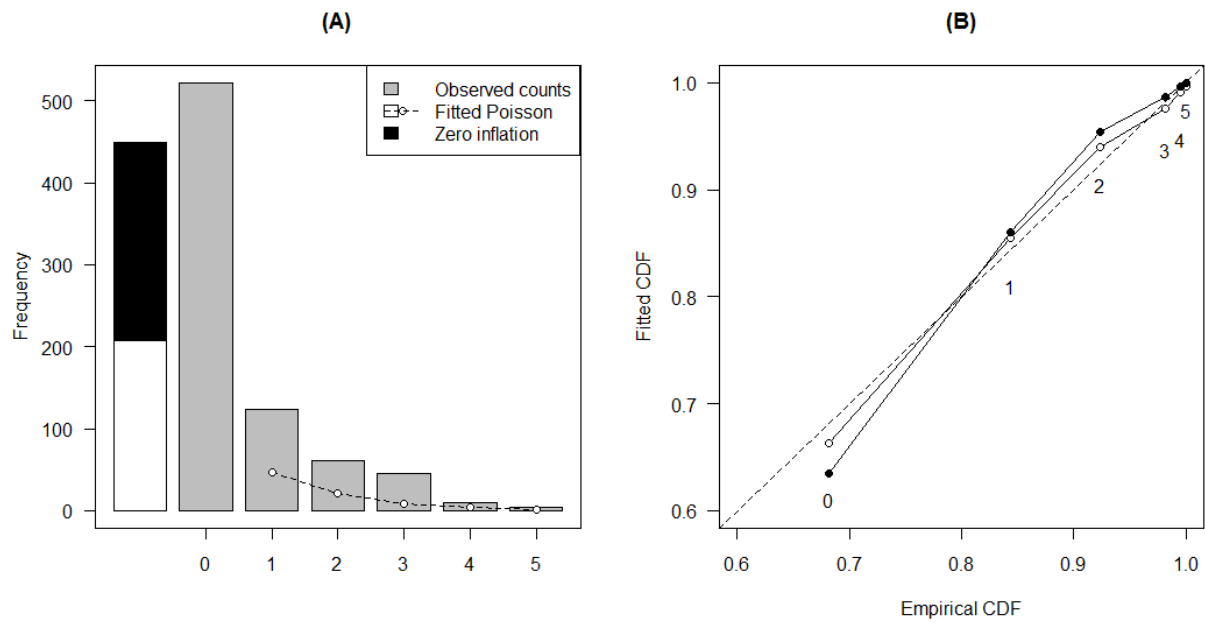 (A)
Frequency
500
400
300
200
100
0
0 1 2 3 4 5
Observed counts
Fitted Poisson
Zero inflation
(B)
Fitted CDF
1.0
0.9
0.8
0.7
0.6
0
1
2
3
4
5
0.6 0.7 0.8 0.9 1.0
Empirical CDF